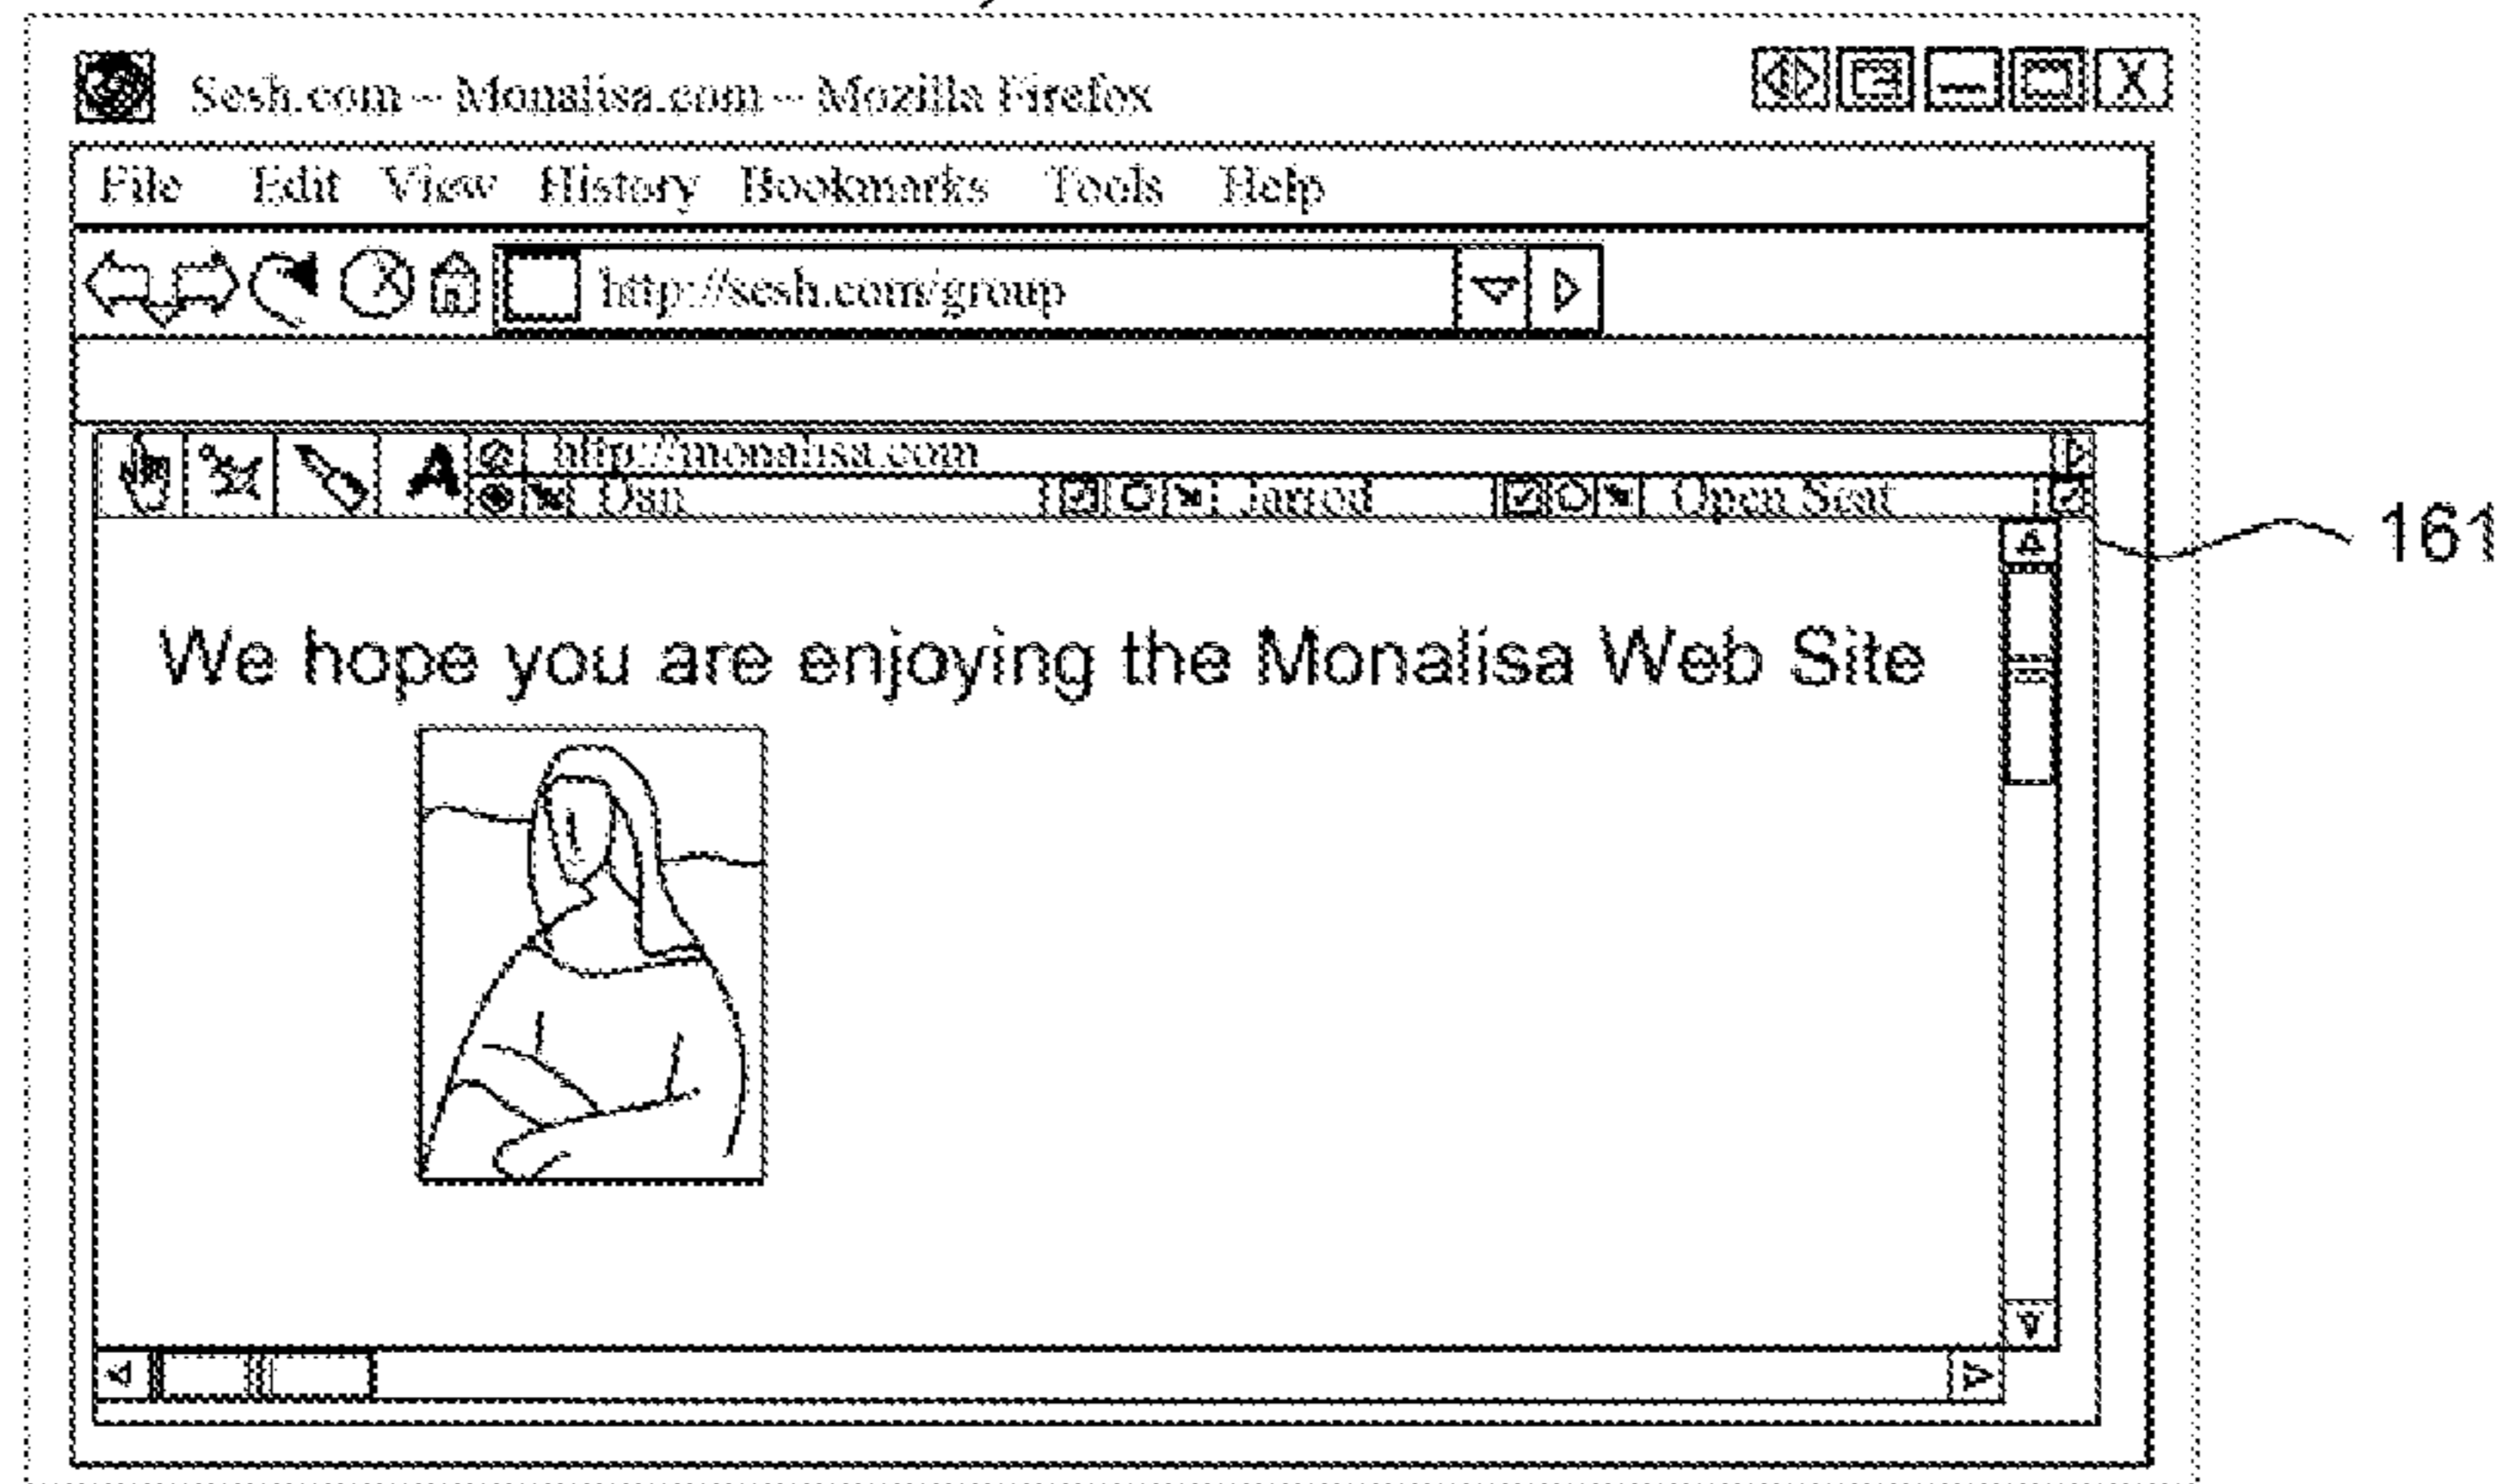 Sesh.com – Monalisa.com – Mozilla Firefox
X
File Edit View History Bookmarks Tools Help
http://sesh.com/group
A http://monalisa.com
Dan Jarrod Open Seat
161
We hope you are enjoying the Monalisa Web Site